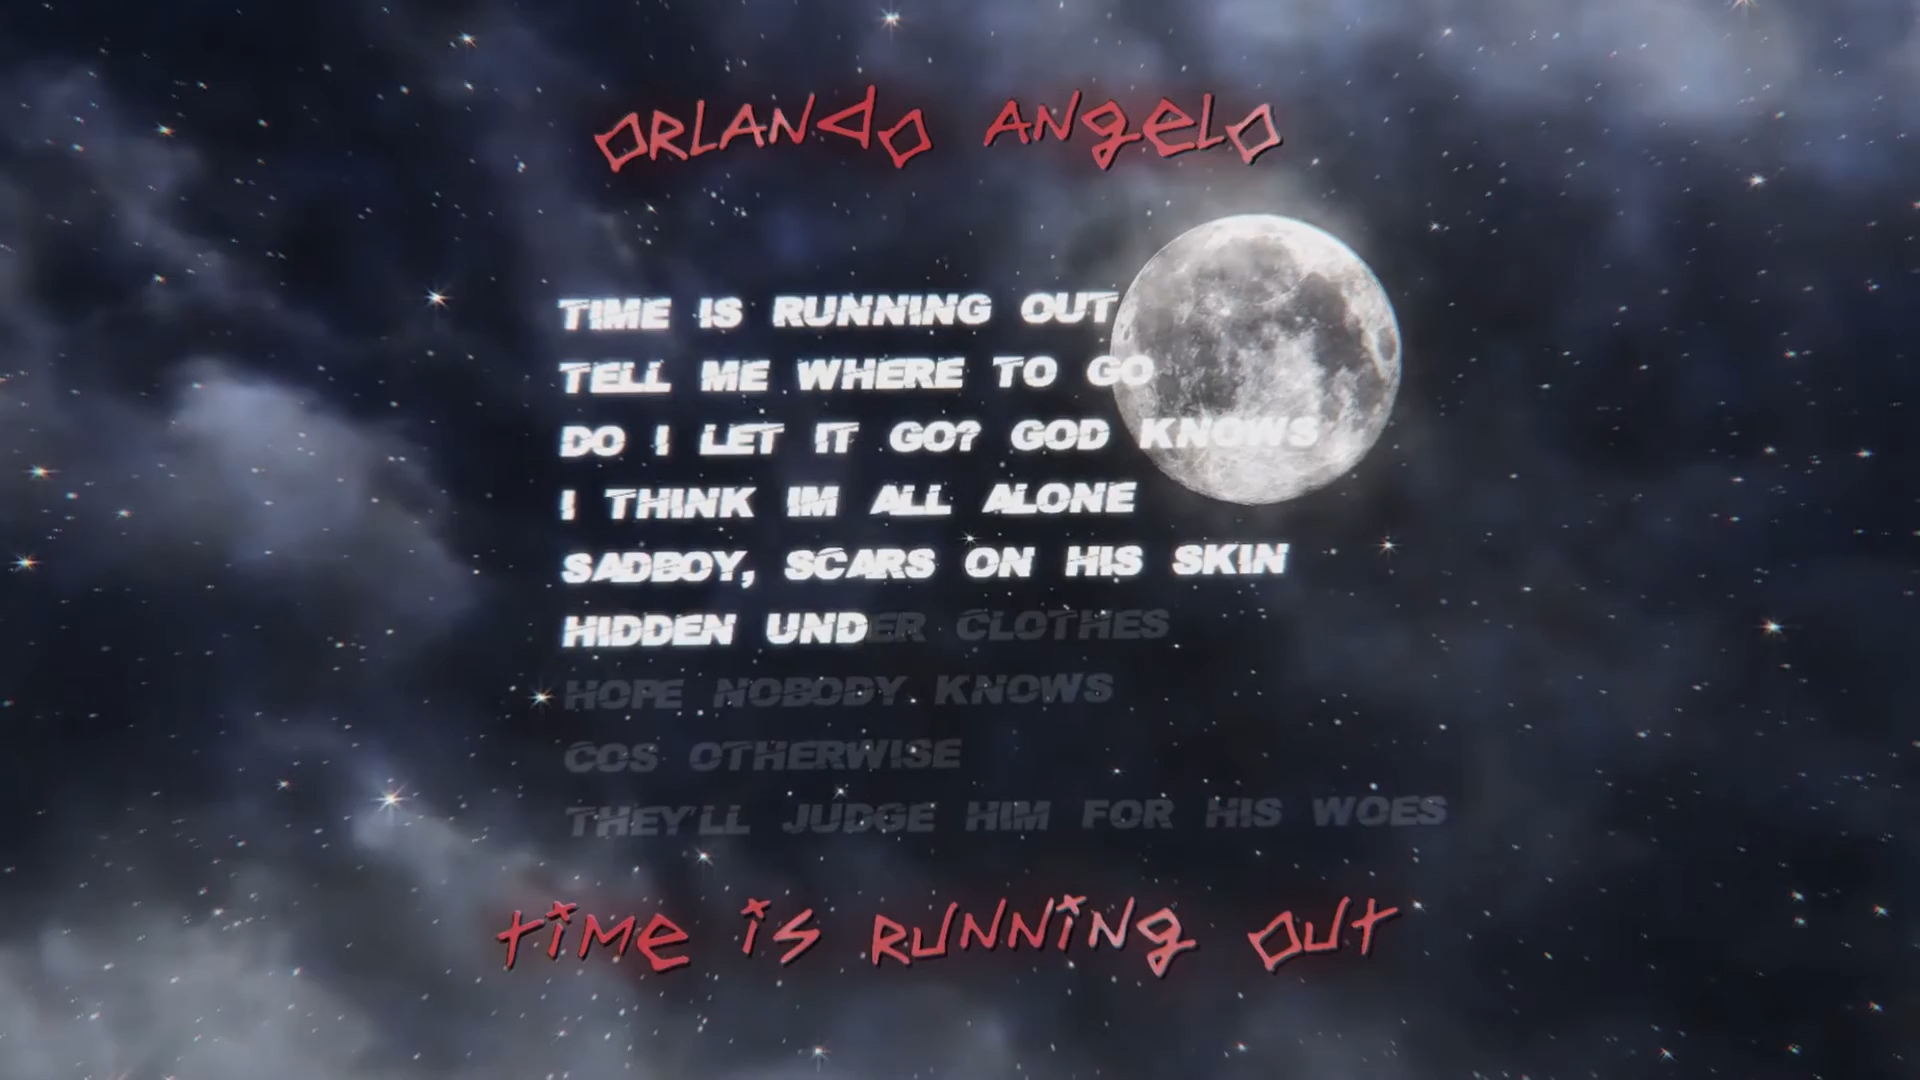 ORLANDO ANGELO
TIME IS RUNNING OUT
TELL ME WHERE TO GO
DO I LET IT GO? GOD KNOWS
I THINK IM ALL ALONE
SADBOY, SCARS ON HIS SKIN
HIDDEN UNDER CLOTHES
HOPE NOBODY KNOWS
COS OTHERWISE
THEY'LL JUDGE HIM FOR HIS WOES
TIME IS RUNNING OUT